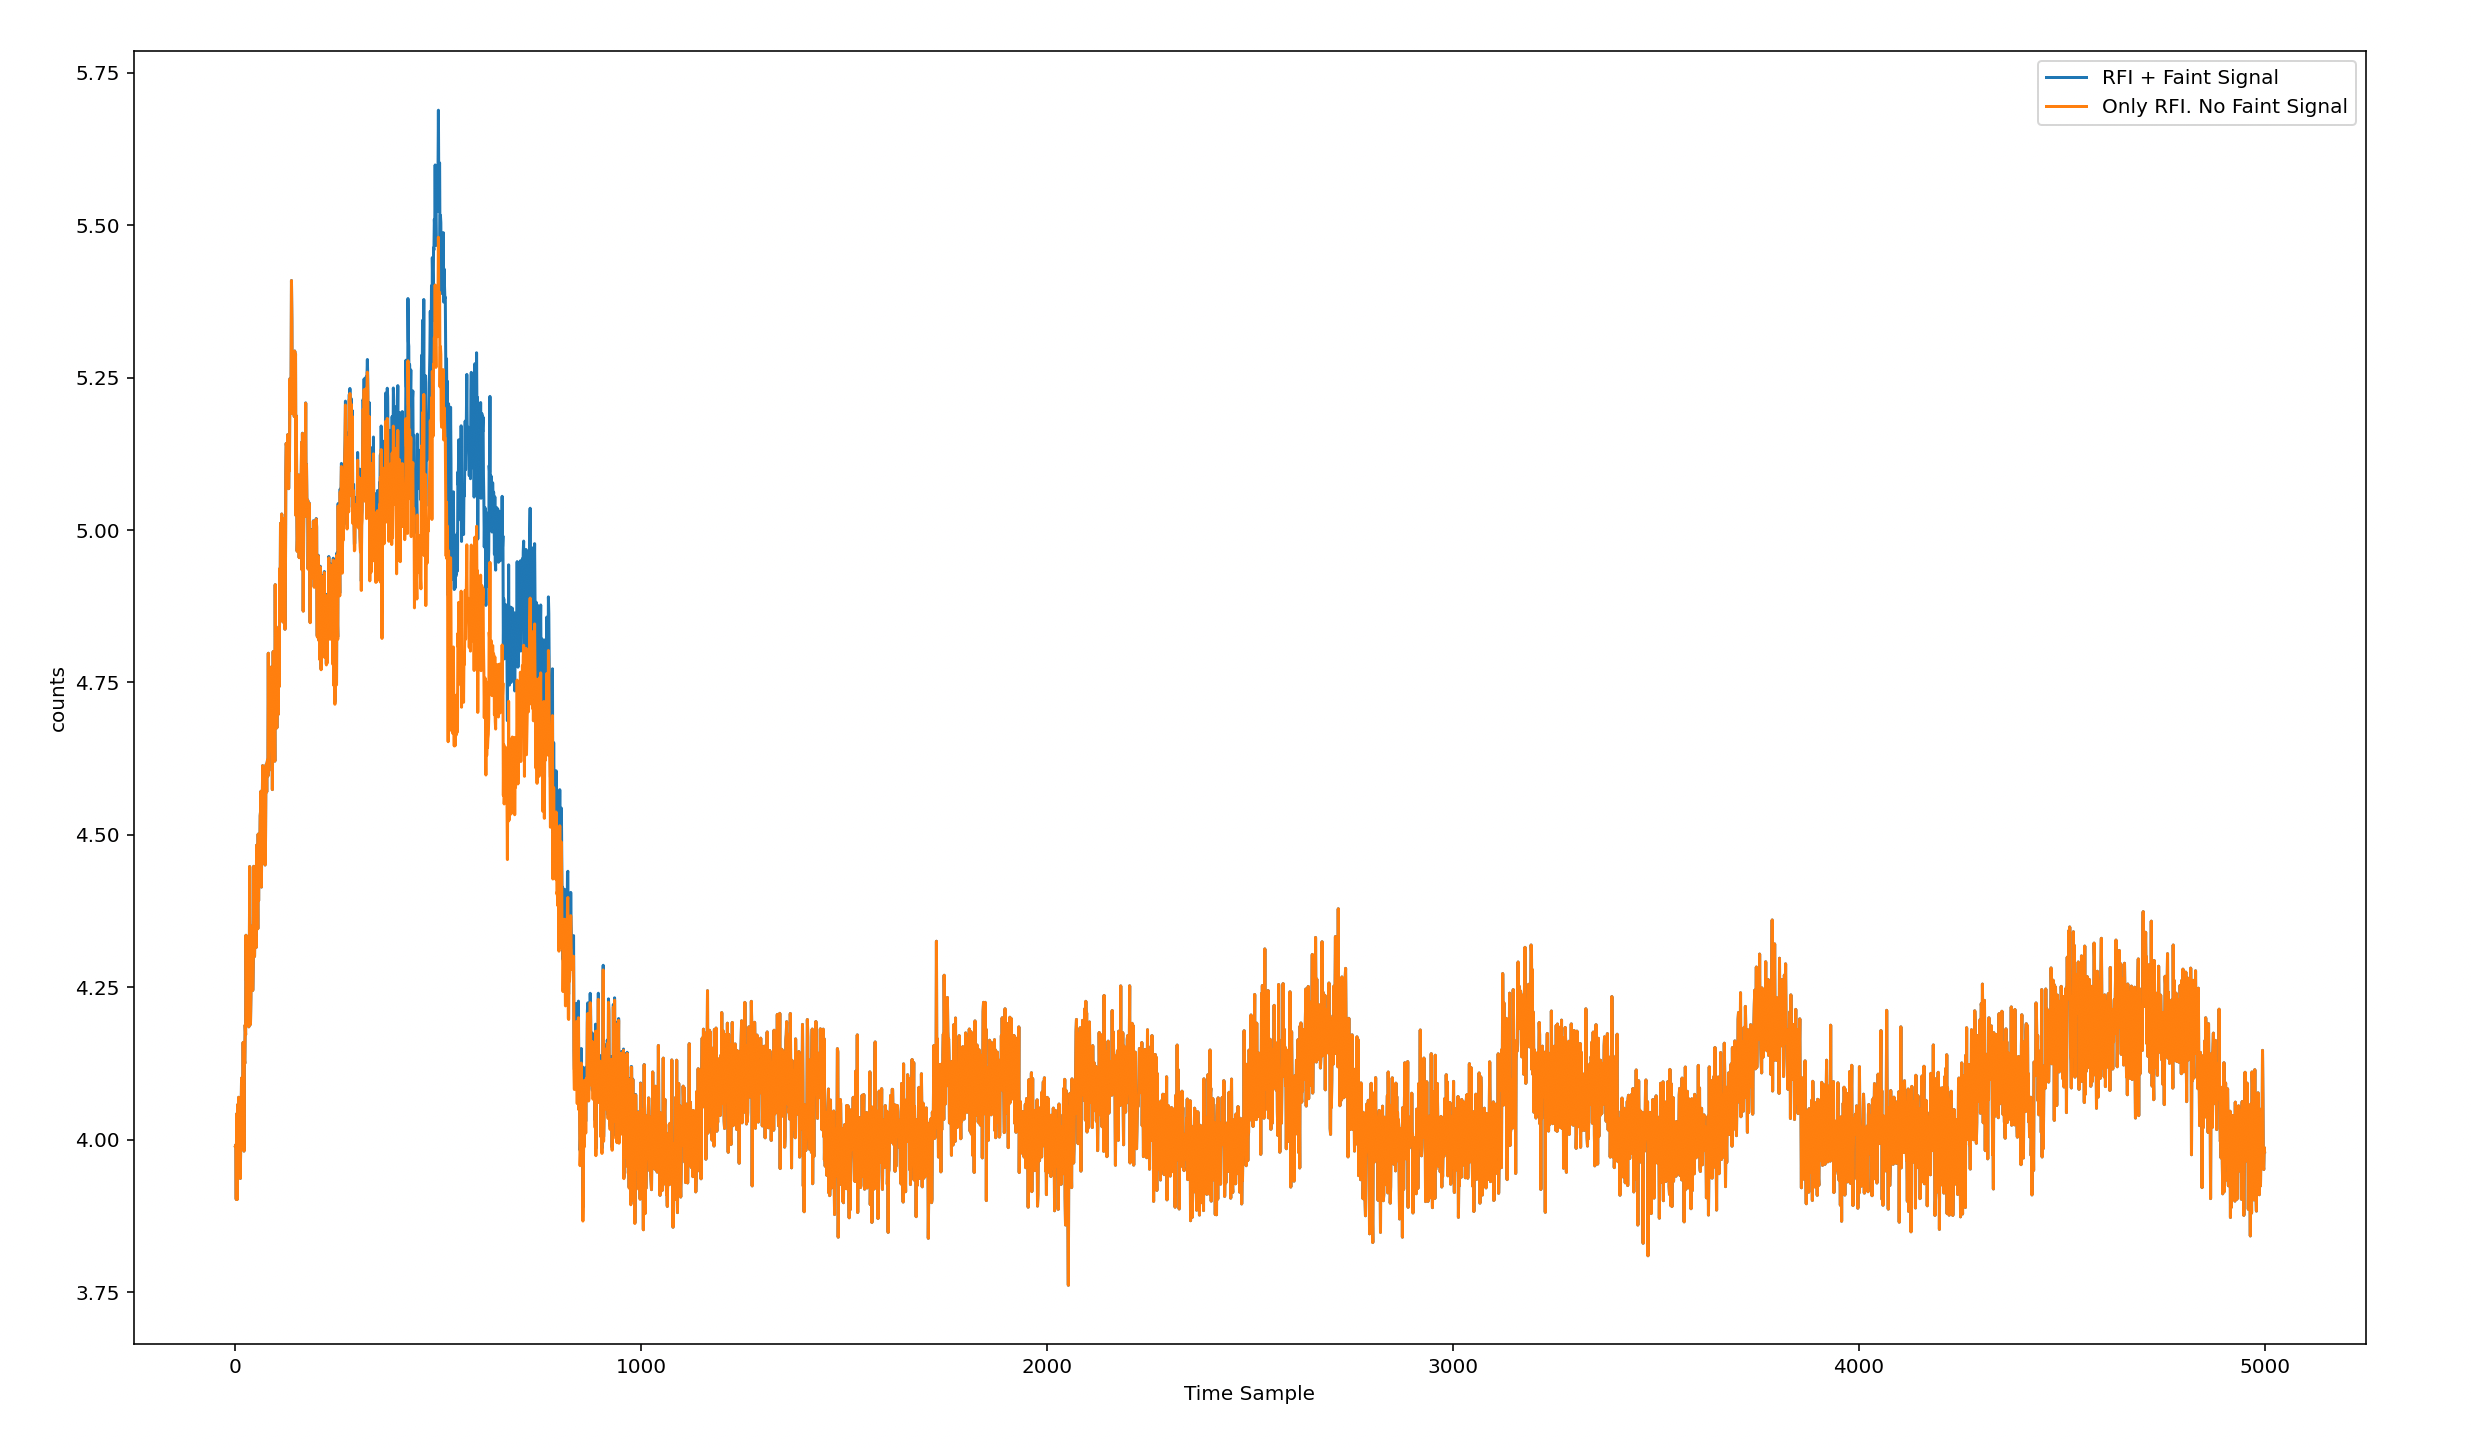 RFI + Faint Signal
Only RFI. No Faint Signal
5.75
5.50
5.25
5.00
4.75
4.50
4.25
4.00
3.75
counts
0 1000 2000 3000 4000 5000
Time Sample